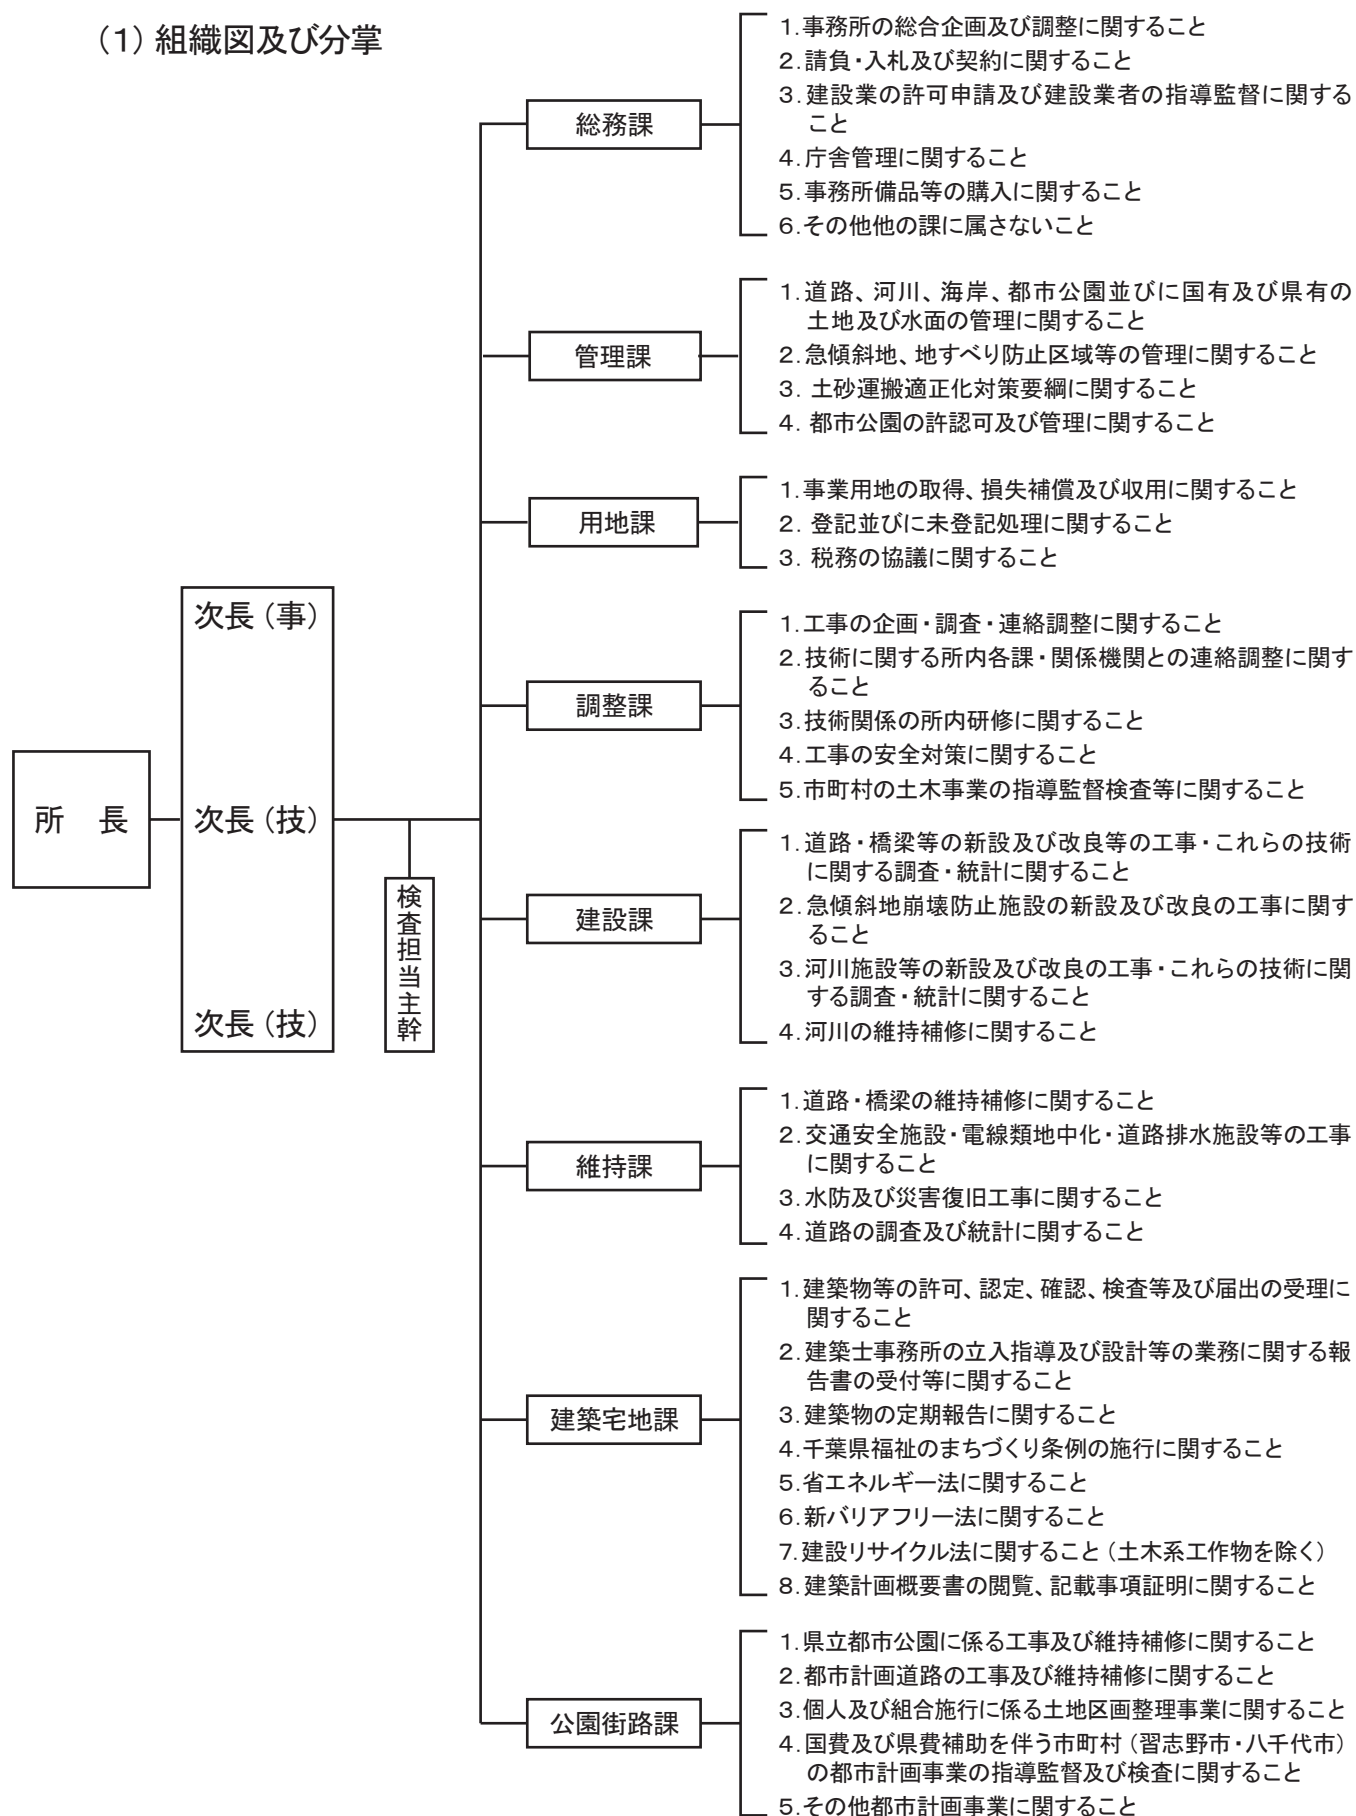 (1) 組織図及び分掌
所　長
次長(事)
次長(技)
次長(技)
検査担当主幹
総務課
1.事務所の総合企画及び調整に関すること
2.請負・入札及び契約に関すること
3.建設業の許可申請及び建設業者の指導監督に関する
こと
4.庁舎管理に関すること
5.事務所備品等の購入に関すること
6.その他他の課に属さないこと
管理課
1.道路、河川、海岸、都市公園並びに国有及び県有の
土地及び水面の管理に関すること
2.急傾斜地、地すべり防止区域等の管理に関すること
3. 土砂運搬適正化対策要綱に関すること
4. 都市公園の許認可及び管理に関すること
用地課
1.事業用地の取得、損失補償及び収用に関すること
2. 登記並びに未登記処理に関すること
3. 税務の協議に関すること
調整課
1.工事の企画・調査・連絡調整に関すること
2.技術に関する所内各課・関係機関との連絡調整に関す
ること
3.技術関係の所内研修に関すること
4.工事の安全対策に関すること
5.市町村の土木事業の指導監督検査等に関すること
建設課
1.道路・橋梁等の新設及び改良等の工事・これらの技術
に関する調査・統計に関すること
2.急傾斜地崩壊防止施設の新設及び改良の工事に関す
ること
3.河川施設等の新設及び改良の工事・これらの技術に関
する調査・統計に関すること
4.河川の維持補修に関すること
維持課
1.道路・橋梁の維持補修に関すること
2.交通安全施設・電線類地中化・道路排水施設等の工事
に関すること
3.水防及び災害復旧工事に関すること
4.道路の調査及び統計に関すること
建築宅地課
1.建築物等の許可、認定、確認、検査等及び届出の受理に
関すること
2.建築士事務所の立入指導及び設計等の業務に関する報
告書の受付等に関すること
3.建築物の定期報告に関すること
4.千葉県福祉のまちづくり条例の施行に関すること
5.省エネルギー法に関すること
6.新バリアフリー法に関すること
7.建設リサイクル法に関すること(土木系工作物を除く)
8.建築計画概要書の閲覧、記載事項証明に関すること
公園街路課
1.県立都市公園に係る工事及び維持補修に関すること
2.都市計画道路の工事及び維持補修に関すること
3.個人及び組合施行に係る土地区画整理事業に関すること
4.国費及び県費補助を伴う市町村(習志野市・八千代市)
の都市計画事業の指導監督及び検査に関すること
5.その他都市計画事業に関すること